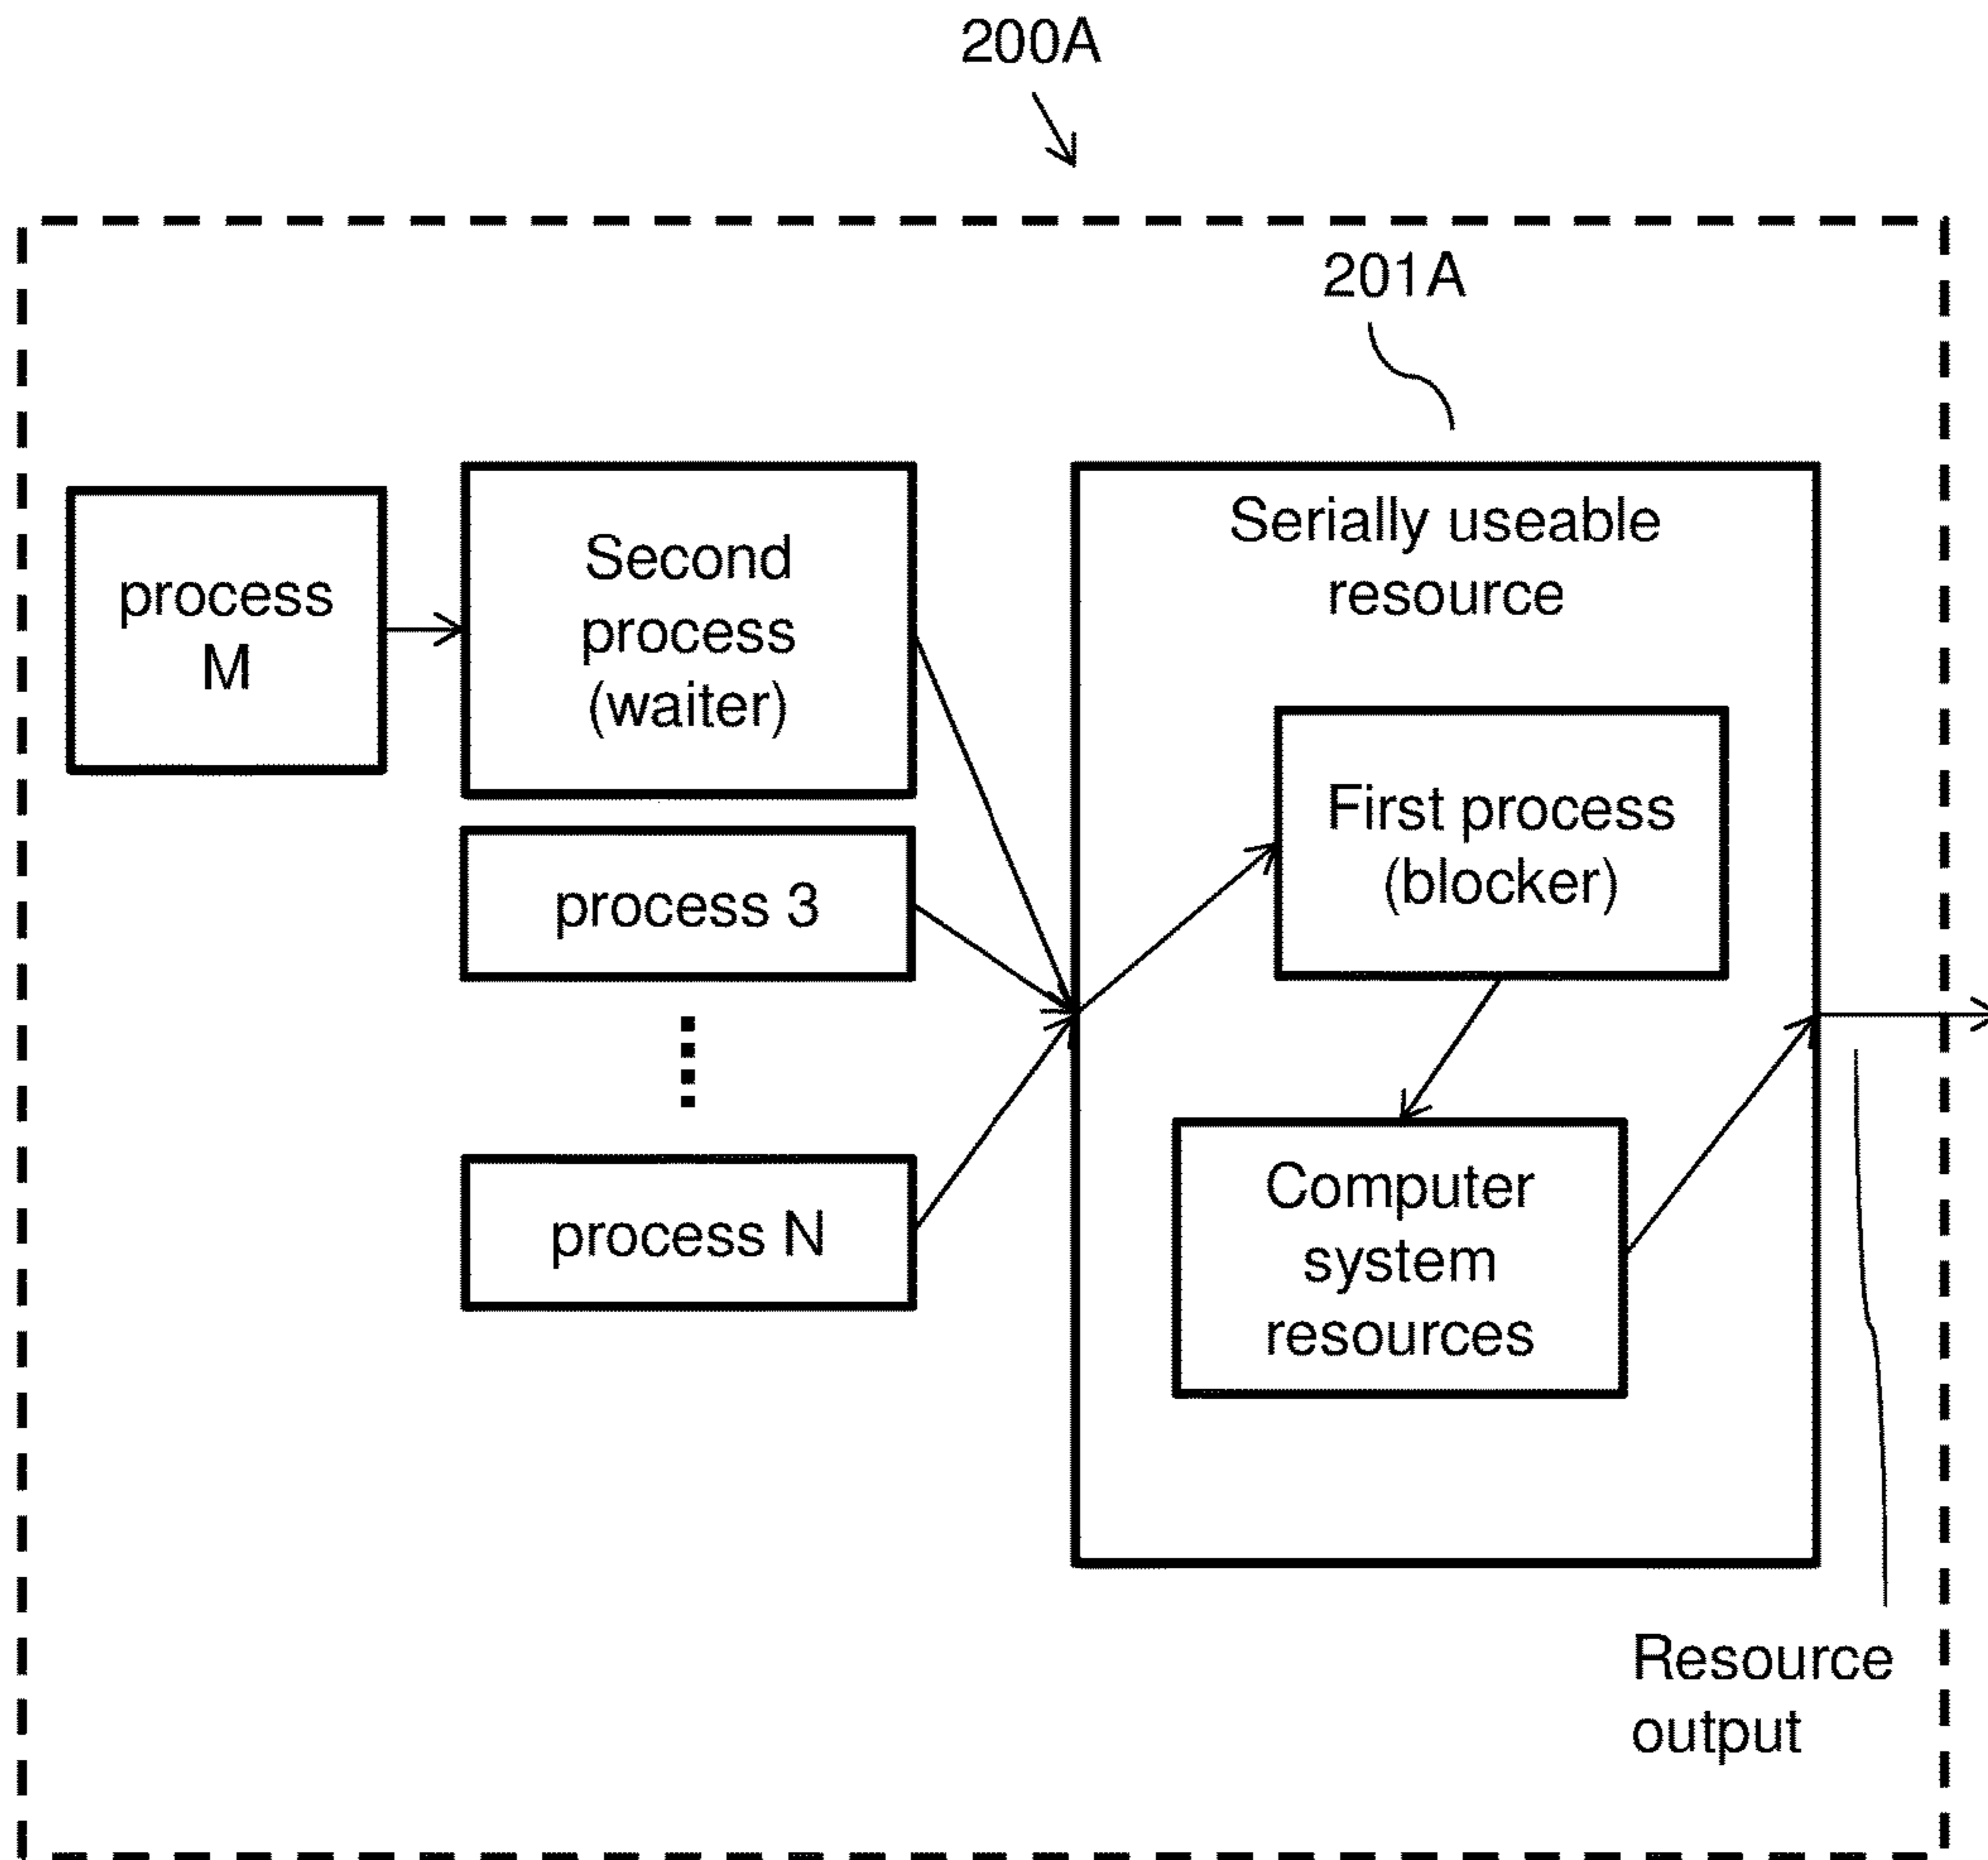 200A
201A
process
M
Second
process
(waiter)
process 3
process N
Serially useable
resource
First process
(blocker)
Computer
system
resources
Resource
output